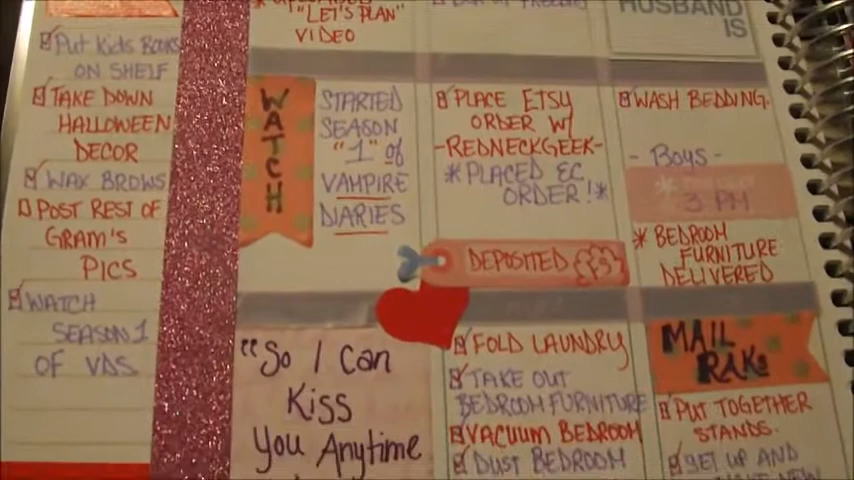 Put Kids Books
ON SHELF
TAKE DOWN
HALLOWEEN
DECOR
WAX BROWS
POST REST OF
GRAM'S
PICS
WATCH
SEASON 1
OF VDS
"LET'S PLAN"
VIDEO
WATCH
STARTED
SEASON
"1" of
VAMPIRE
DIARIES
"So I Can
Kiss
You Anytime
PLACE ETSY
ORDER W/
-REDNECKGEEK-
*PLACED EC
ORDER!*
DEPOSITED
FOLD LAUNDRY
TAKE OUT
BEDROOM FURNITURE
VACUUM BEDROOM
DUST BEDROOM
HUSBAND
IS
WASH BEDDING.
- Boys -
3 PM
*BEDROOM
FURNITURE
DELIVERED
MAIL
RAKs
PUT TOGETHER
STANDS.
SET UP AND